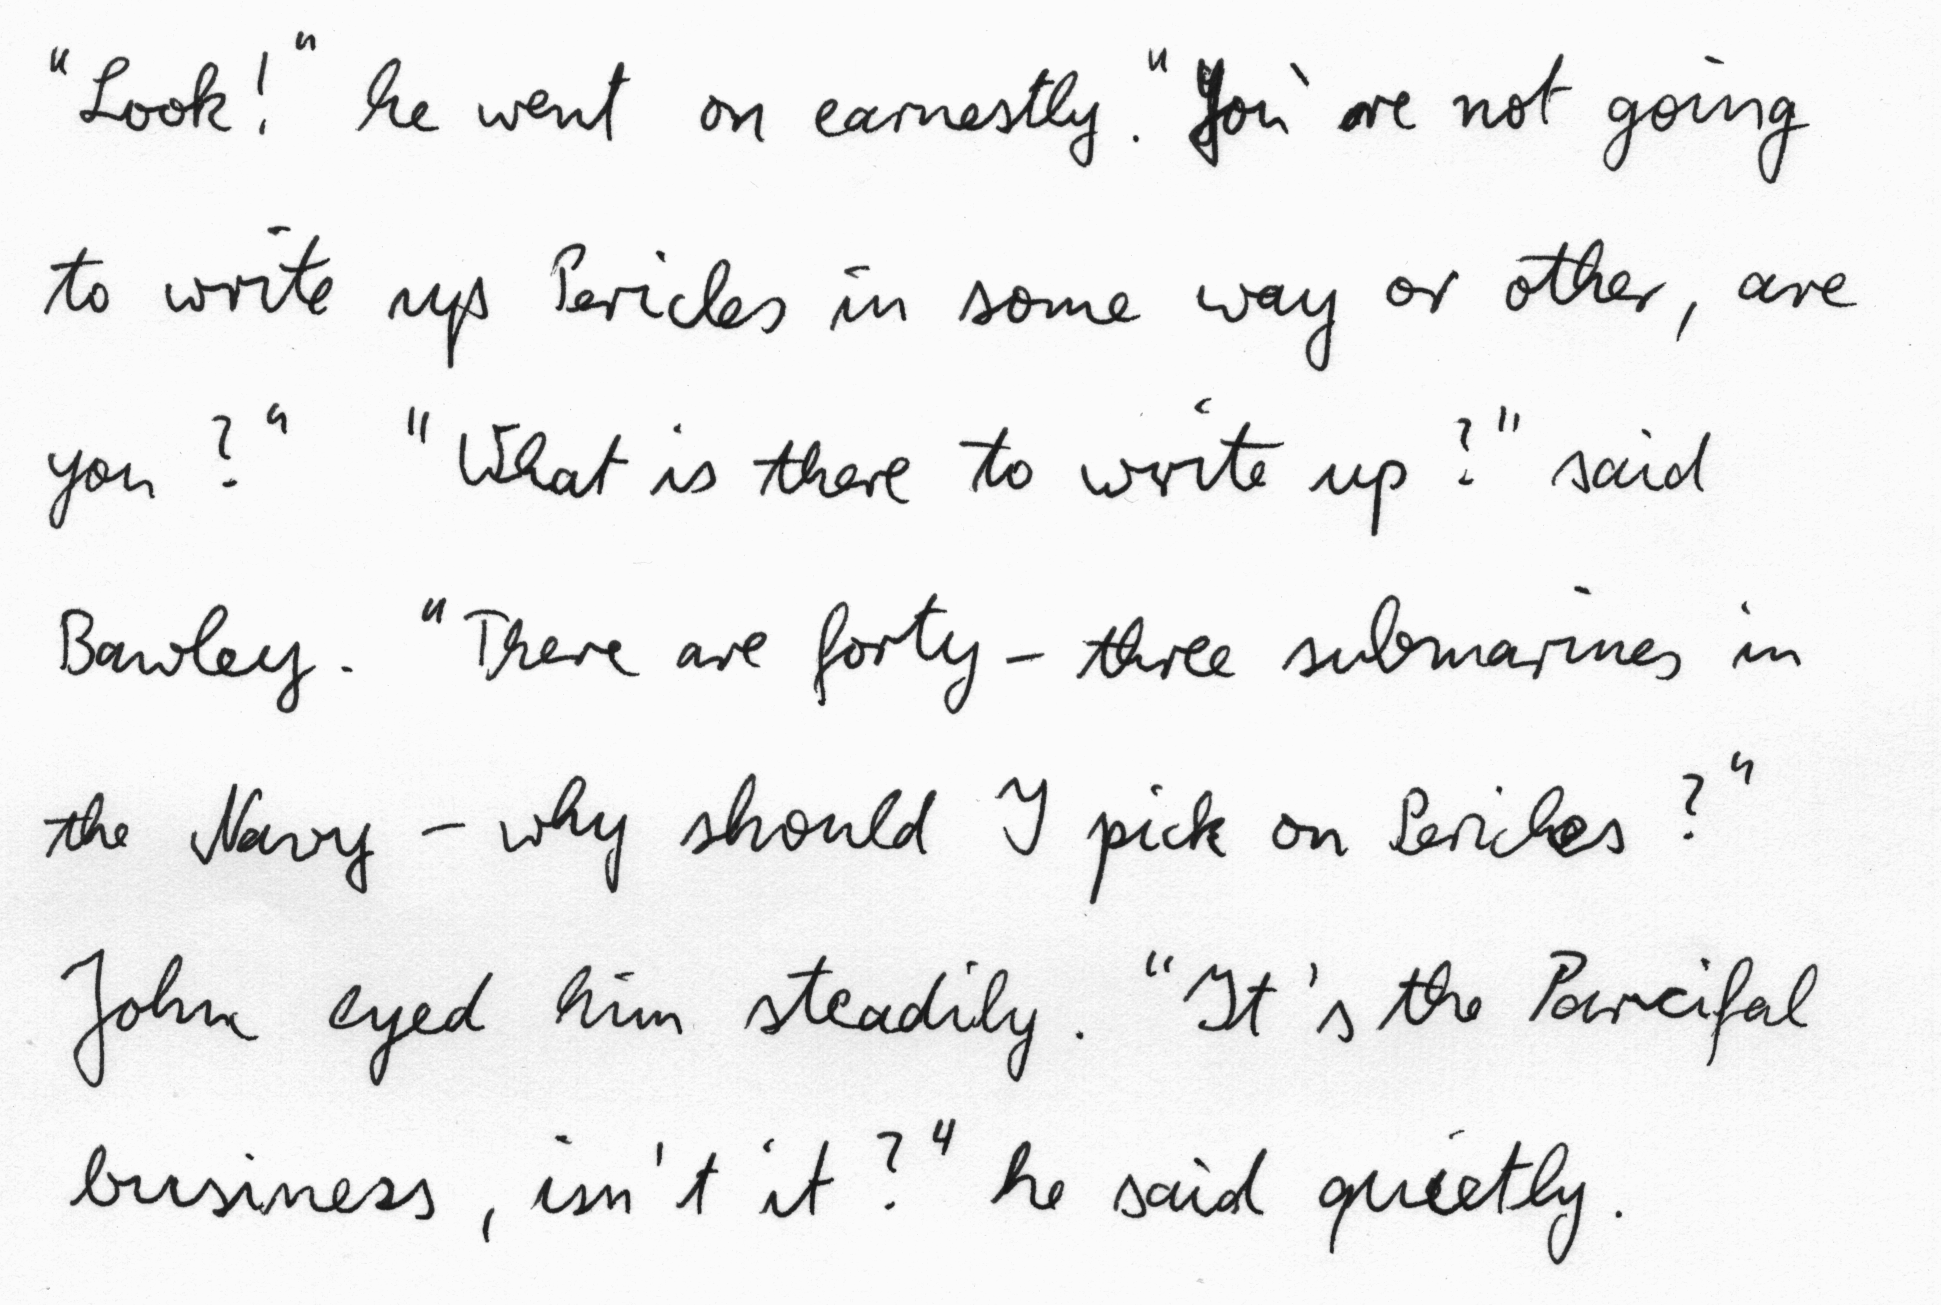 "Look!" he went on earnestly. "You're not going
to write up Pericles in some way or other, are
you?" "What is there to write up?" said
Bawley. "There are forty-three submarines in
the Navy - why should I pick on Pericles?"
John eyed him steadily. "It's the Parcifal
business, isn't it?" he said quietly.